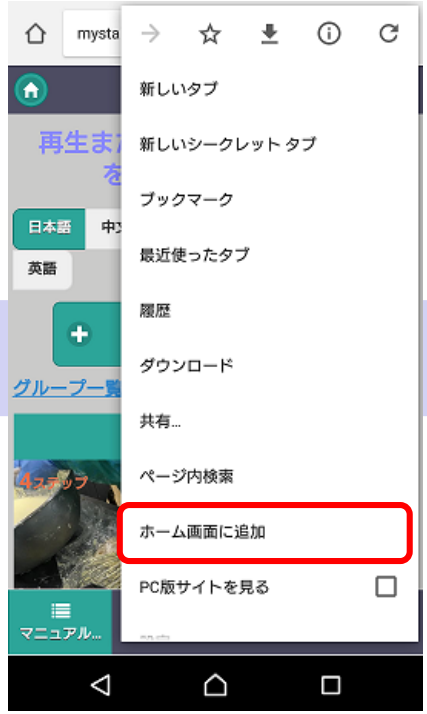 mysta
新しいタブ
新しいシークレット タブ
ブックマーク
最近使ったタブ
履歴
ダウンロード
共有...
ページ内検索
ホーム画面に追加
PC版サイトを見る
再生ま
を
日本語
中
英語
グループ一覧
4ステップ
マニュアル...